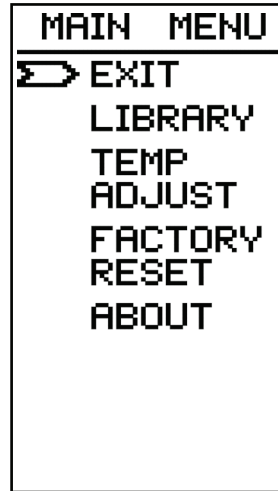 MAIN MENU
EXIT
LIBRARY
TEMP
ADJUST
FACTORY
RESET
ABOUT